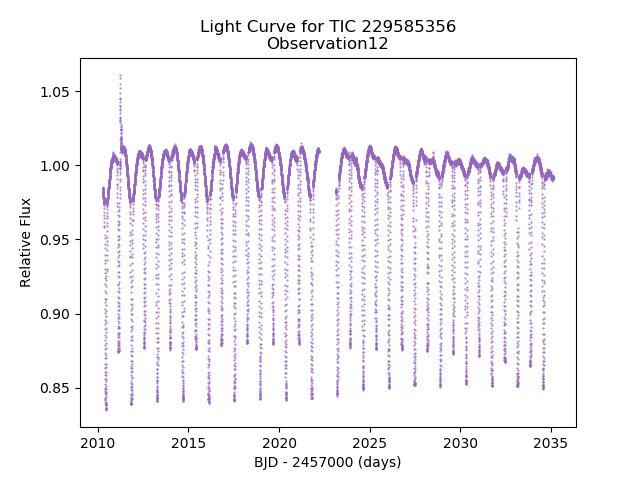 Light Curve for TIC 229585356
Observation12
Relative Flux
1.05
1.00
0.95
0.90
0.85
2010
2015
2020
2025
2030
2035
BJD - 2457000 (days)